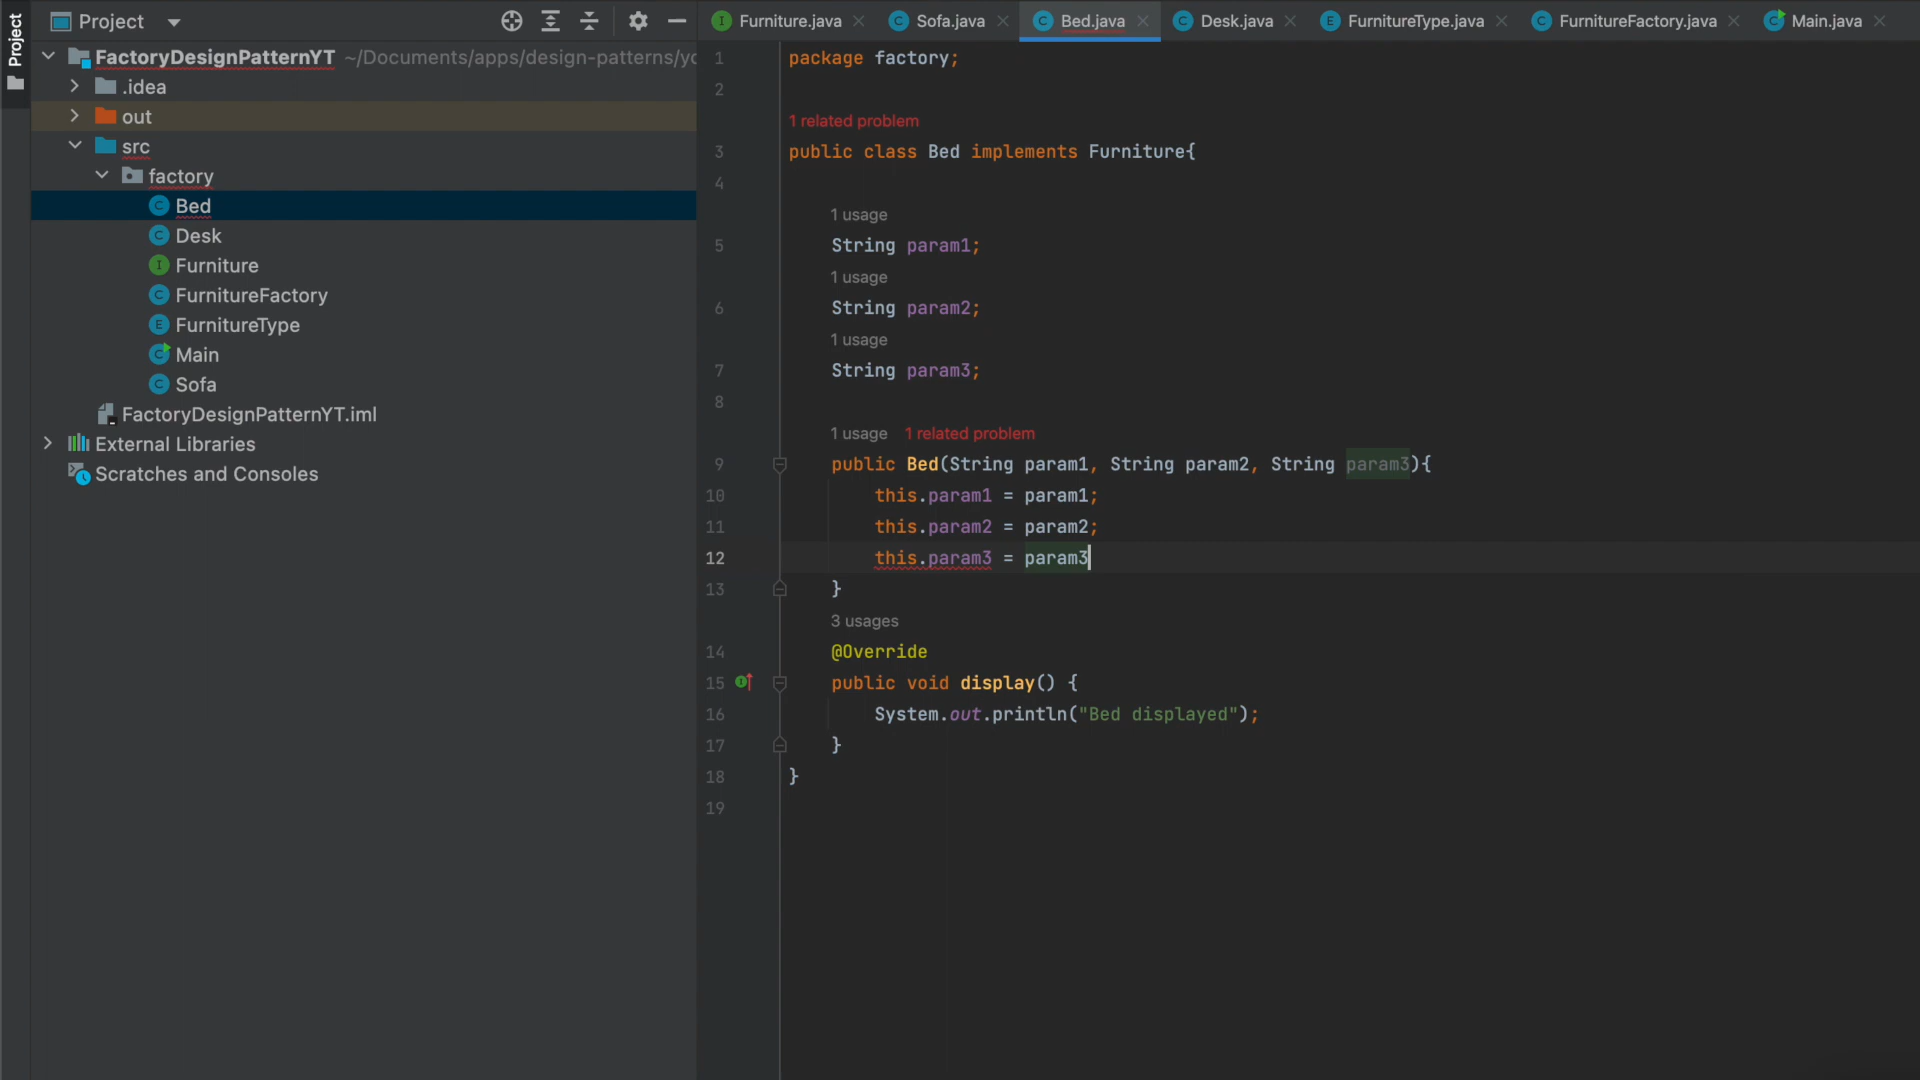 Project
Project
FactoryDesignPatternYT ~/Documents/apps/design-patterns/yo
.idea
out
src
factory
Bed
Desk
Furniture
FurnitureFactory
FurnitureType
Main
Sofa
FactoryDesignPatternYT.iml
External Libraries
Scratches and Consoles
Furniture.java Sofa.java Bed.java Desk.java FurnitureType.java FurnitureFactory.java Main.java
1 package factory;
2
1 related problem
3 public class Bed implements Furniture{
4
1 usage
5 String param1;
1 usage
6 String param2;
1 usage
7 String param3;
8
1 usage 1 related problem
9 public Bed(String param1, String param2, String param3){
10 this.param1 = param1;
11 this.param2 = param2;
12 this.param3 = param3
13 }
3 usages
14 @Override
15 public void display() {
16 System.out.println("Bed displayed");
17 }
18 }
19